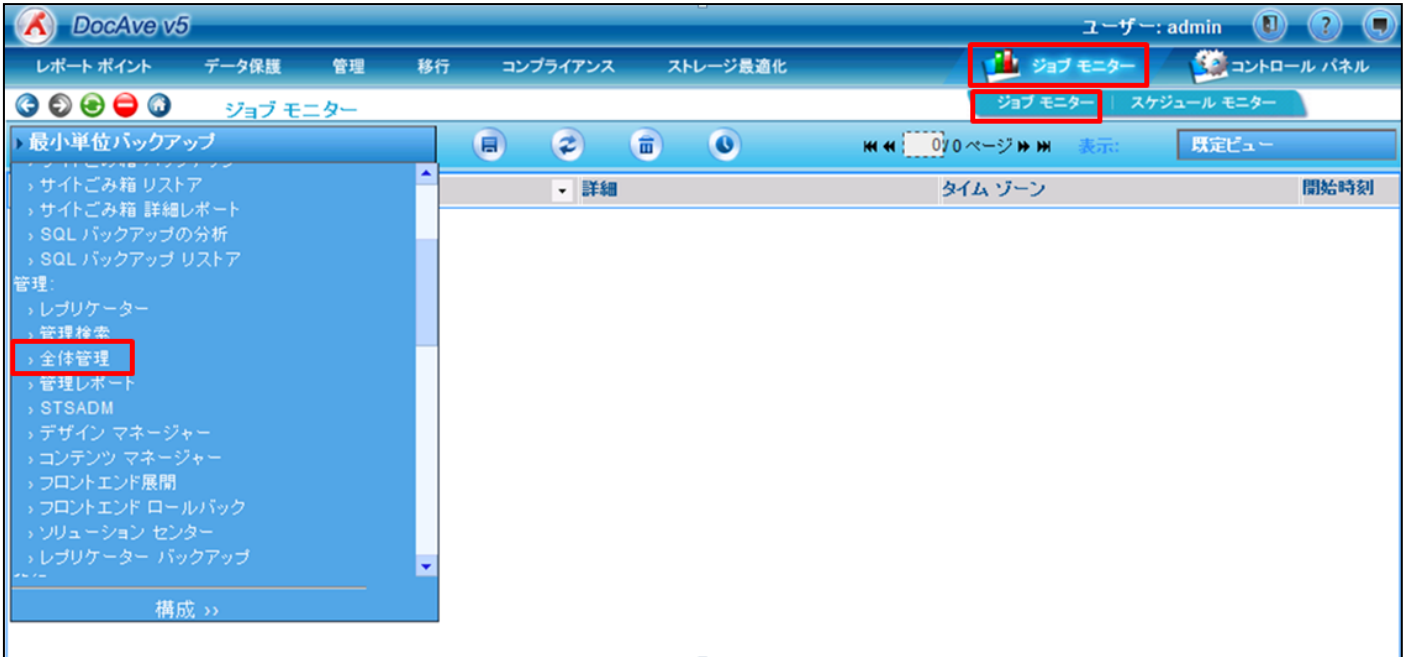 DocAve v5
ユーザー: admin
?
レポート ポイント データ保護 管理 移行 コンプライアンス ストレージ最適化 ジョブ モニター コントロール パネル
ジョブ モニター
ジョブ モニター | スケジュール モニター
最小単位バックアップ
0 / 0 ページ 表示: 既定ビュー
詳細 タイム ゾーン 開始時刻
› サイトごみ箱 バックアップ
› サイトごみ箱 リストア
› サイトごみ箱 詳細レポート
› SQL バックアップの分析
› SQL バックアップ リストア
管理:
› レプリケーター
› 管理検索
› 全体管理
› 管理レポート
› STSADM
› デザイン マネージャー
› コンテンツ マネージャー
› フロントエンド展開
› フロントエンド ロールバック
› ソリューション センター
› レプリケーター バックアップ
構成 ››